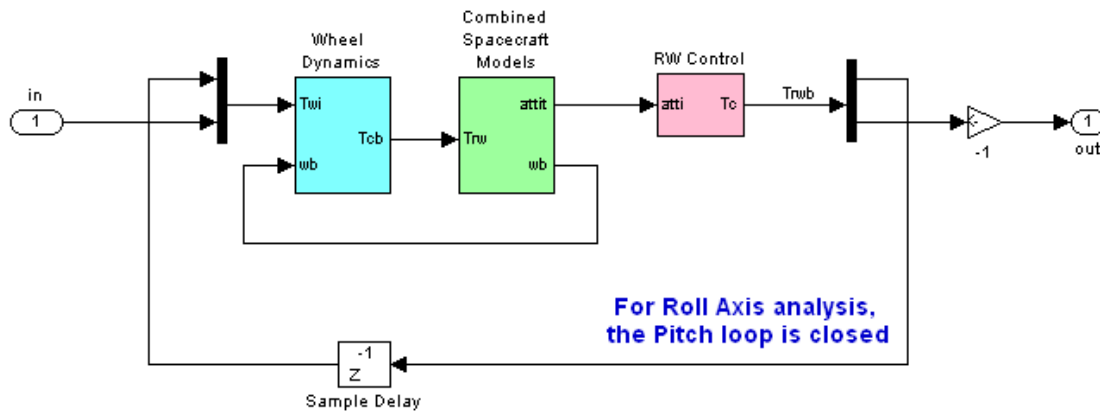 in
1
Wheel
Dynamics
Twi
Tcb
wb
Combined
Spacecraft
Models
attit
Trw
wb
RW Control
atti Tc
Trwb
-1
1
out
For Roll Axis analysis,
the Pitch loop is closed
-1
Z
Sample Delay